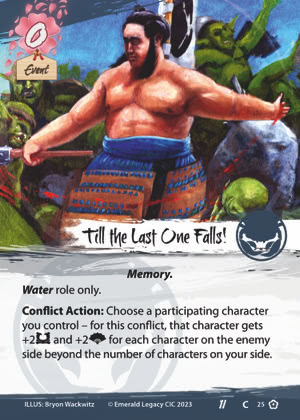 0
Event
Till the Last One Falls!
Memory.
Water role only.
Conflict Action: Choose a participating character
you control – for this conflict, that character gets
+2 and +2 for each character on the enemy
side beyond the number of characters on your side.
ILLUS: Bryon Wackwitz © Emerald Legacy CIC 2023 C 25